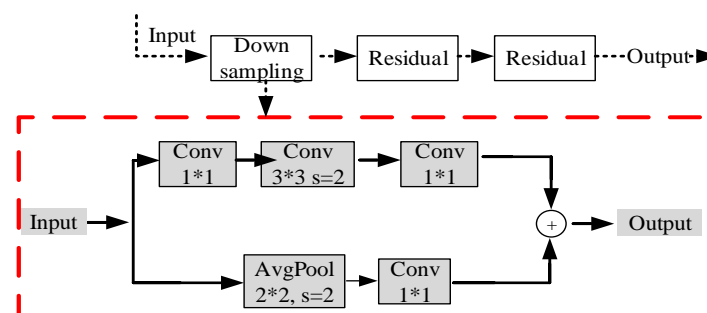 Input
Down
sampling
Residual
Residual
Output
Conv
1*1
Conv
3*3 s=2
Conv
1*1
Input
+
Output
AvgPool
2*2, s=2
Conv
1*1